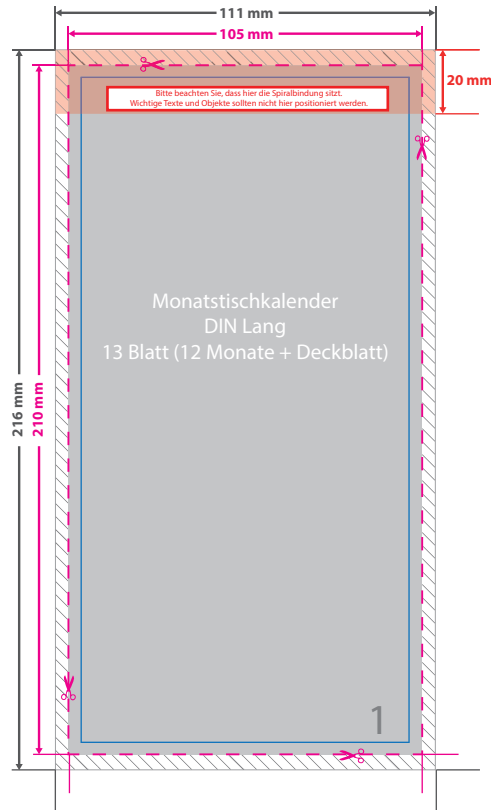 111 mm
105 mm
20 mm
Bitte beachten Sie, dass hier die Spiralbindung sitzt.
Wichtige Texte und Objekte sollten nicht hier positioniert werden.
Monatstischkalender
DIN Lang
13 Blatt (12 Monate + Deckblatt)
216 mm
210 mm
1